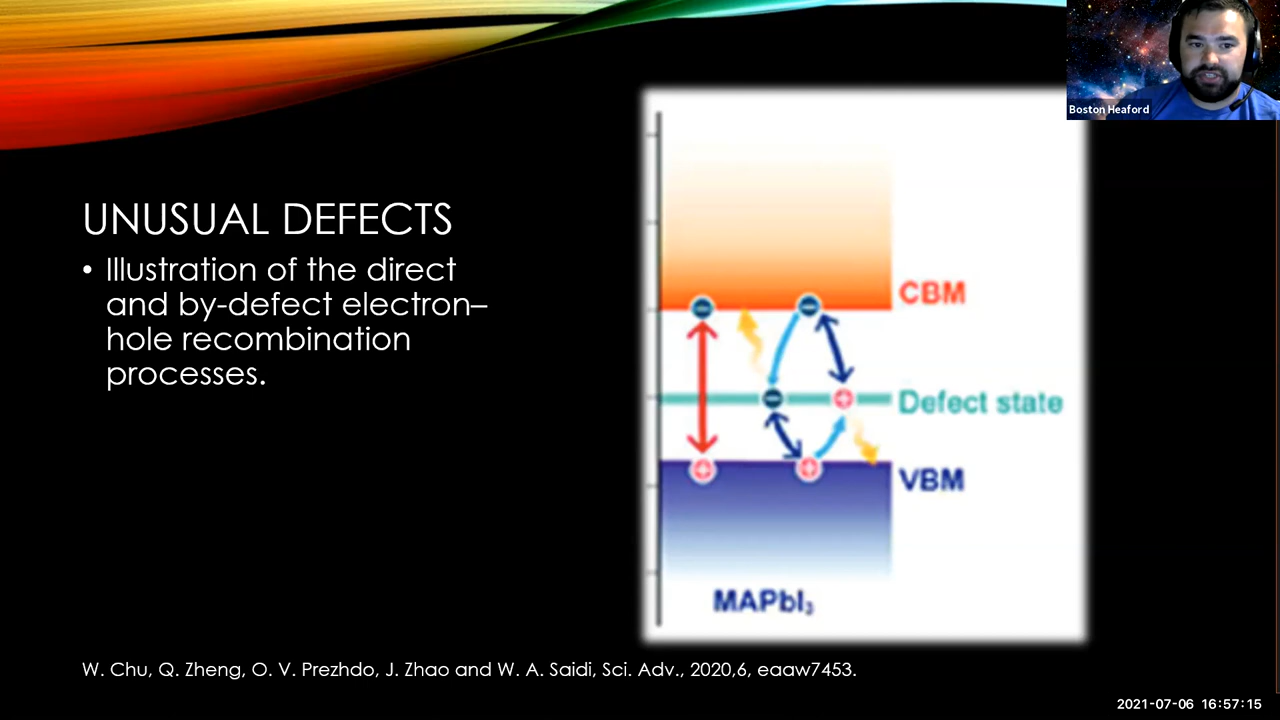 Boston Heaford
UNUSUAL DEFECTS
• Illustration of the direct
and by-defect electron–
hole recombination
processes.
CBM
Defect state
VBM
MAPbI₃
W. Chu, Q. Zheng, O. V. Prezhdo, J. Zhao and W. A. Saidi, Sci. Adv., 2020,6, eaaw7453.
2021-07-06 16:57:15